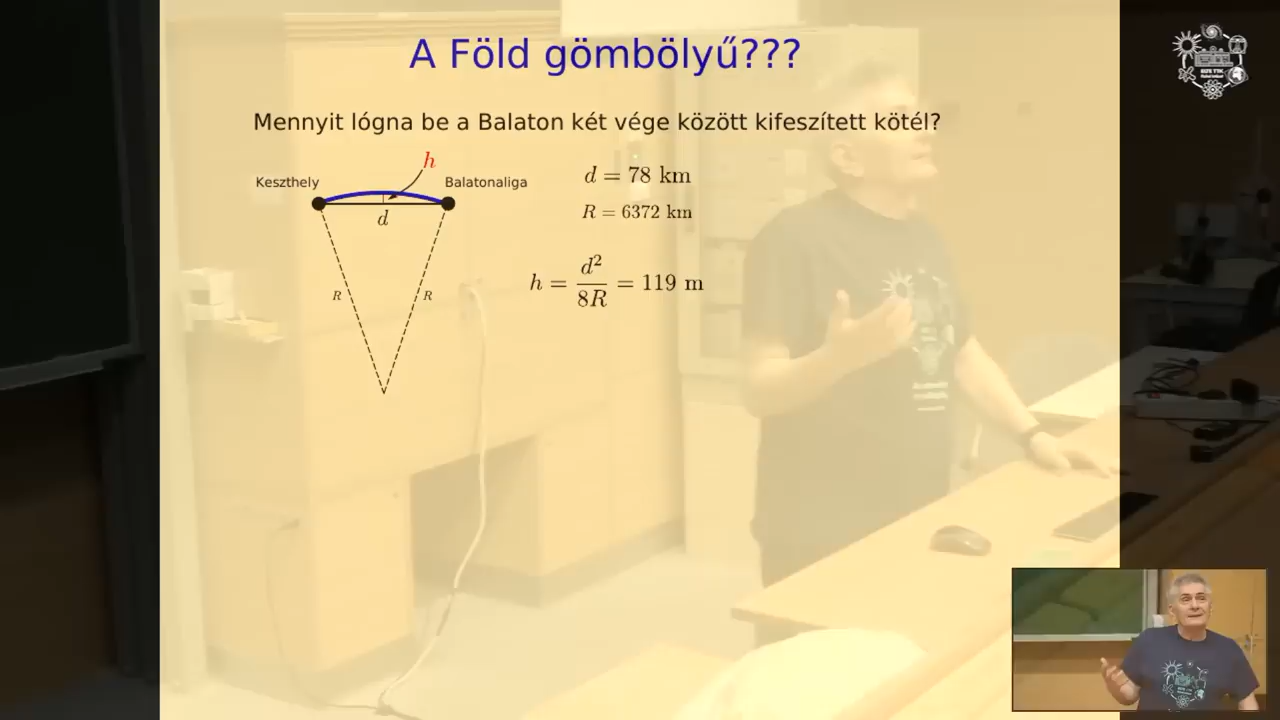 A Föld gömbölyű???
Mennyit lógna be a Balaton két vége között kifeszített kötél?
h
Keszthely
Balatonaliga
d
R
R
d = 78 km
R = 6372 km
h = d²/8R = 119 m